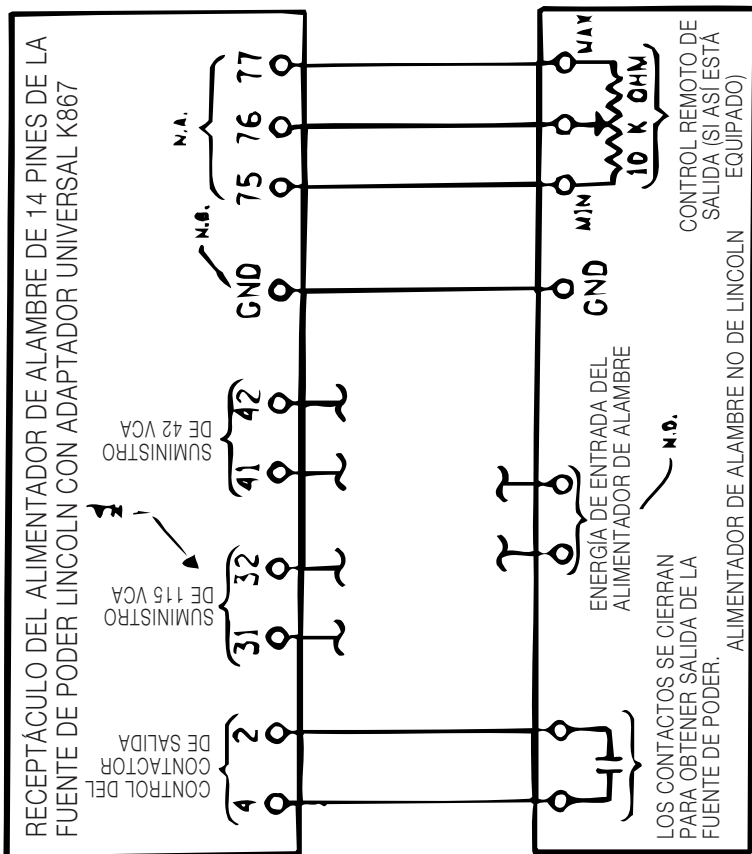 RECEPTÁCULO DEL ALIMENTADOR DE ALAMBRE DE 14 PINES DE LA
FUENTE DE PODER LINCOLN CON ADAPTADOR UNIVERSAL K867
CONTROL DEL
CONTACTOR
DE SALIDA
SUMINISTRO
DE 115 VCA
SUMINISTRO
DE 42 VCA
N.B.
N.A.
4 2 31 32 41 42 GND 75 76 77
GND
MIN
10 K OHM
LOS CONTACTOS SE CIERRAN
PARA OBTENER SALIDA DE LA
FUENTE DE PODER.
ENERGÍA DE ENTRADA DEL
ALIMENTADOR DE ALAMBRE
CONTROL REMOTO DE
SALIDA (SI ASÍ ESTÁ
EQUIPADO)
ALIMENTADOR DE ALAMBRE NO DE LINCOLN